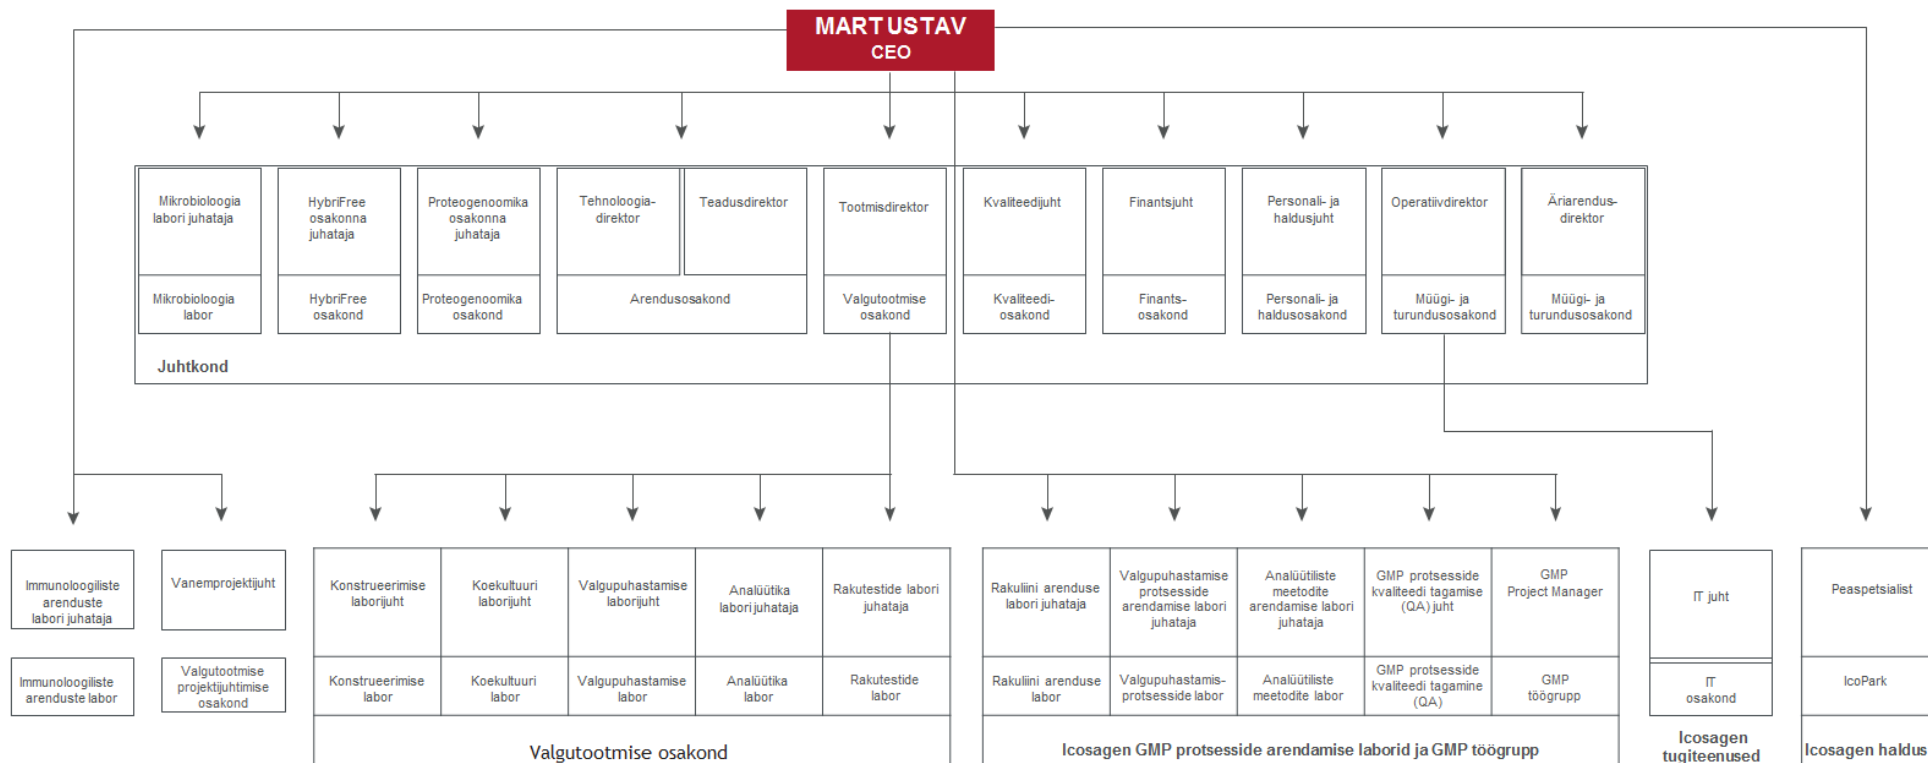 MART USTAV
CEO
Mikrobioloogia
labori juhataja
HybriFree
osakonna
juhataja
Proteogenoomika
osakonna
juhataja
Tehnoloogia-
direktor
Teadusdirektor
Tootmisdirektor
Kvaliteedijuht
Finantsjuht
Personali- ja
haldusjuht
Operatiivdirektor
Äriarendus-
direktor
Mikrobioloogia
labor
HybriFree
osakond
Proteogenoomika
osakond
Arendusosakond
Valgutootmise
osakond
Kvaliteedi-
osakond
Finants-
osakond
Personali- ja
haldusosakond
Müügi- ja
turundusosakond
Müügi- ja
turundusosakond
Juhtkond
Immunoloogiliste
arenduste
labori juhataja
Vanemprojektijuht
Konstrueerimise
laborijuht
Koekultuuri
laborijuht
Valgupuhastamise
laborijuht
Analüütika
labori juhataja
Rakutestide labori
juhataja
Rakuliini arenduse
labori juhataja
Valgupuhastamise
protsesside
arendamise labori
juhataja
Analüütiliste
meetodite
arendamise labori
juhataja
GMP protsesside
kvaliteedi tagamise
(QA) juht
GMP
Project Manager
IT juht
Peaspetsialist
Immunoloogiliste
arenduste labor
Valgutootmise
projektijuhtimise
osakond
Konstrueerimise
labor
Koekultuuri
labor
Valgupuhastamise
labor
Analüütika
labor
Rakutestide
labor
Rakuliini arenduse
labor
Valgupuhastamis-
protsesside labor
Analüütiliste
meetodite labor
GMP protsesside
kvaliteedi tagamine
(QA)
GMP
töögrupp
IT
osakond
IcoPark
Valgutootmise osakond
Icosagen GMP protsesside arendamise laborid ja GMP töögrupp
Icosagen
tugiteenused
Icosagen haldus